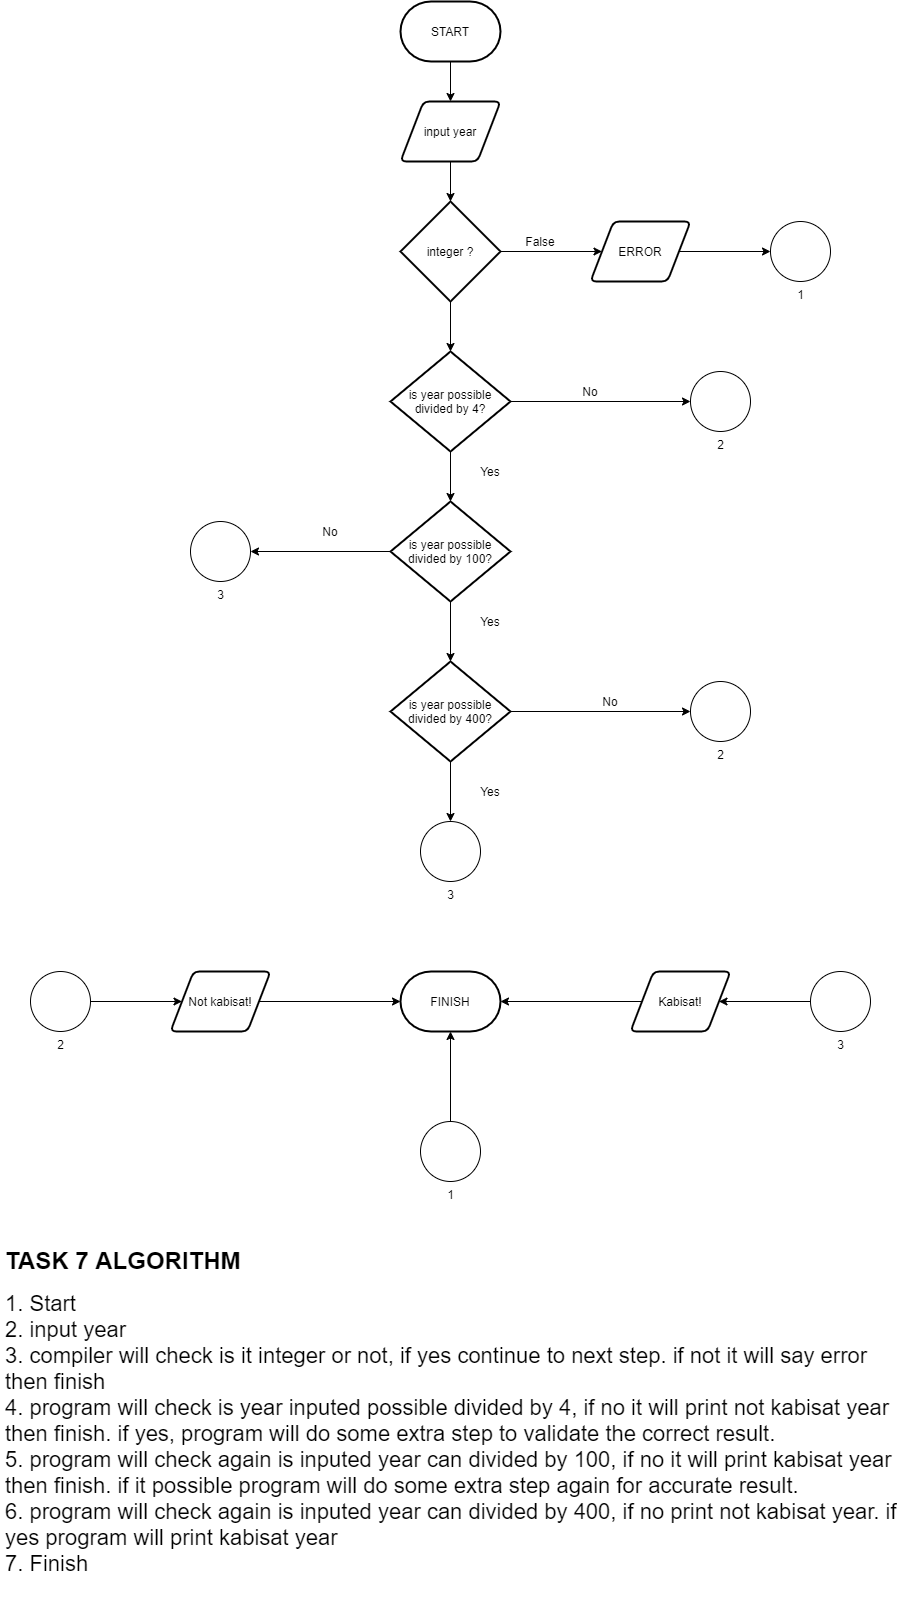 START
input year
integer ?
False
ERROR
1
is year possible
divided by 4?
No
2
Yes
is year possible
divided by 100?
No
3
Yes
is year possible
divided by 400?
No
2
Yes
3
2
Not kabisat!
FINISH
Kabisat!
3
1
TASK 7 ALGORITHM
1. Start
2. input year
3. compiler will check is it integer or not, if yes continue to next step. if not it will say error
then finish
4. program will check is year inputed possible divided by 4, if no it will print not kabisat year
then finish. if yes, program will do some extra step to validate the correct result.
5. program will check again is inputed year can divided by 100, if no it will print kabisat year
then finish. if it possible program will do some extra step again for accurate result.
6. program will check again is inputed year can divided by 400, if no print not kabisat year. if
yes program will print kabisat year
7. Finish